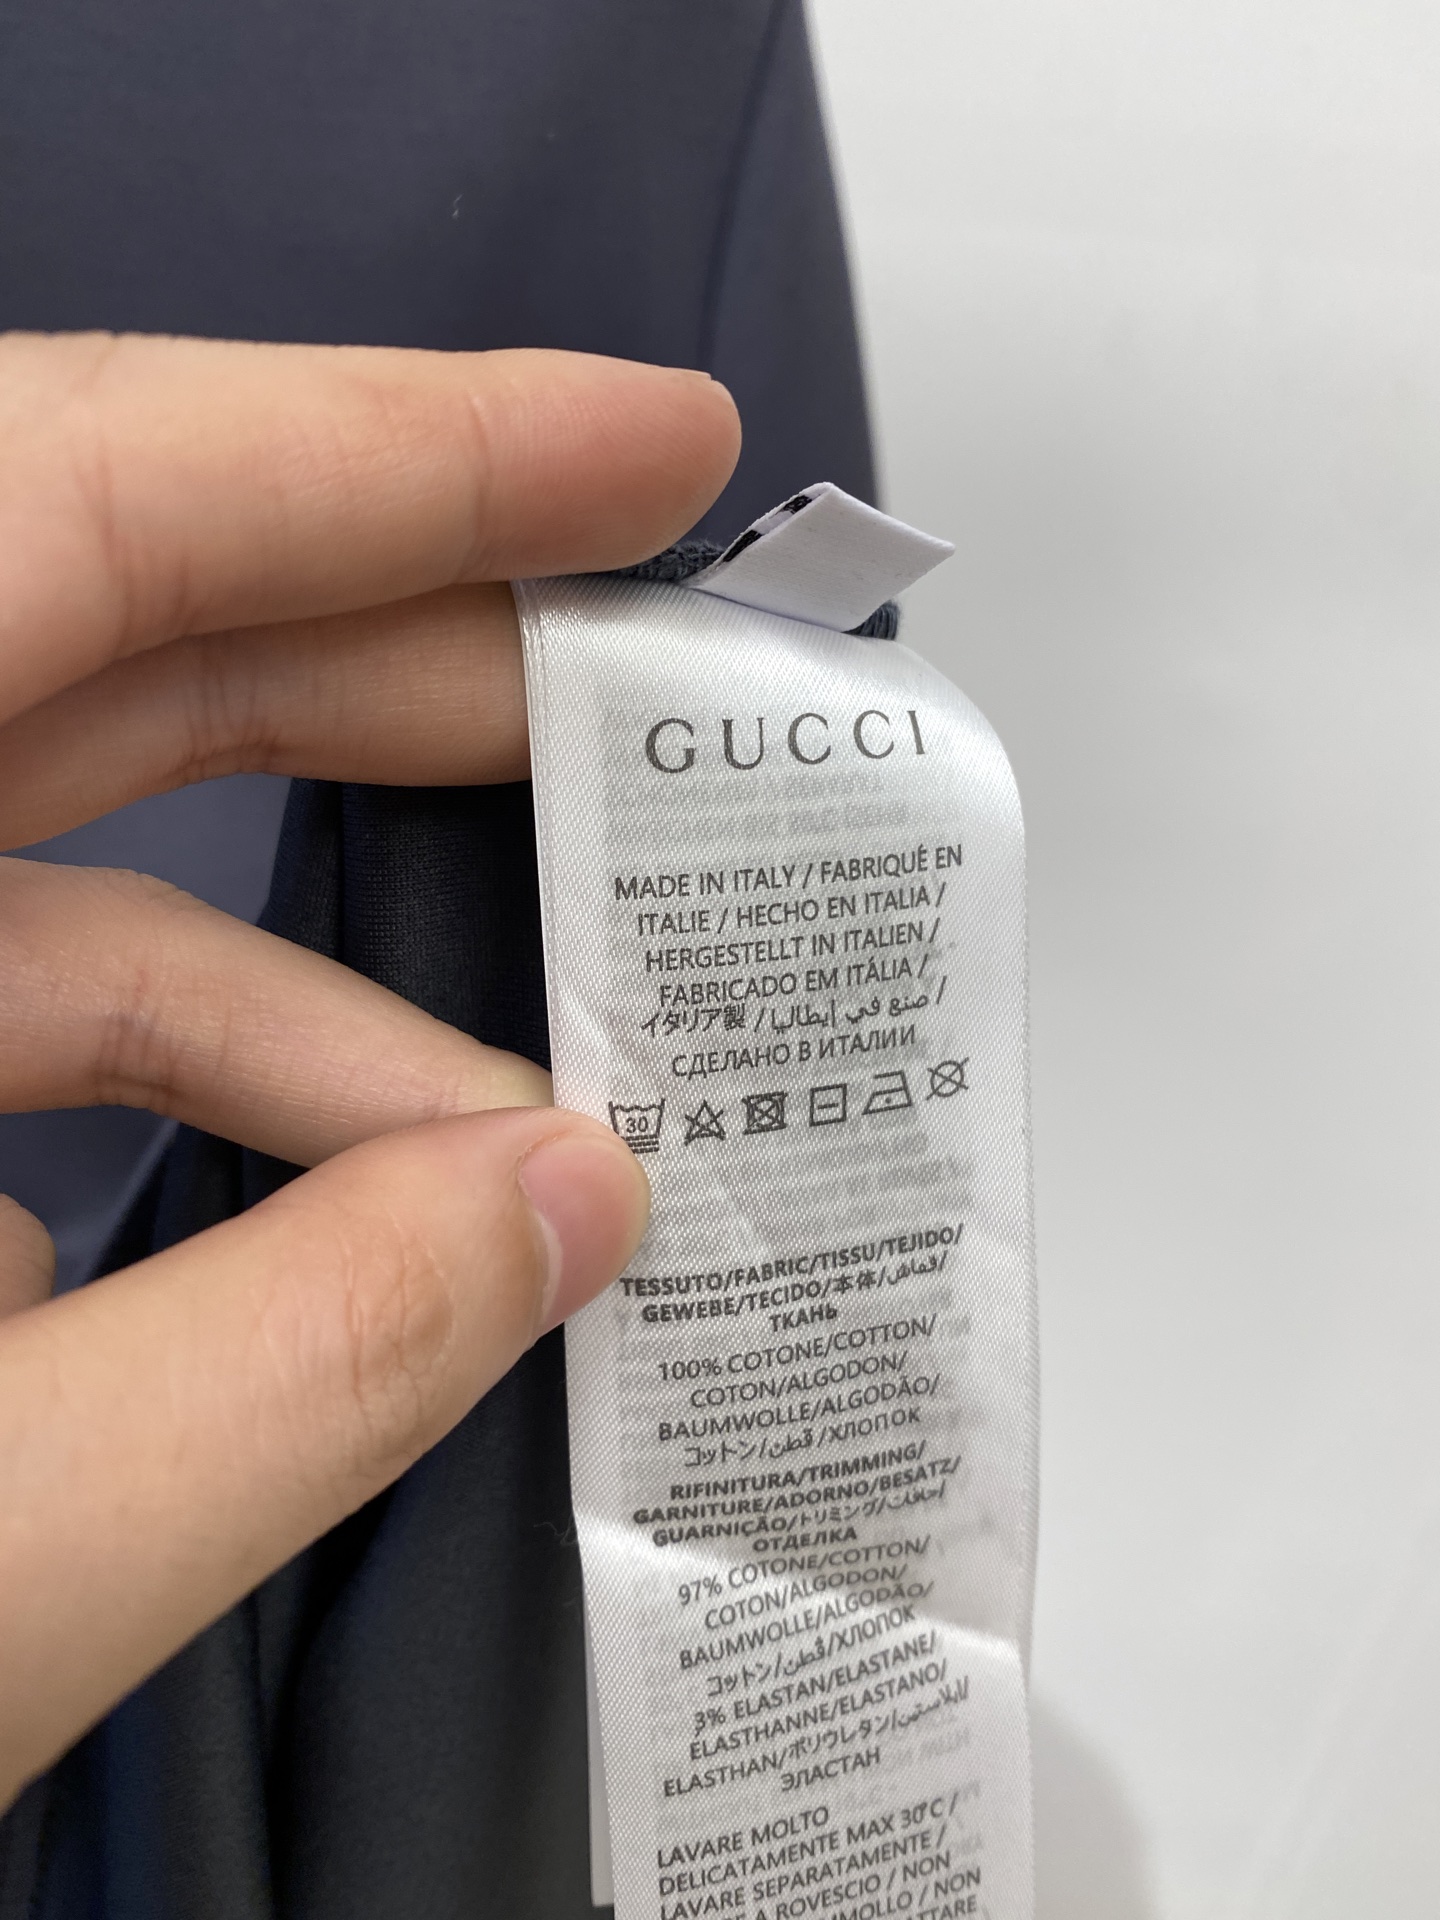 GUCCI
MADE IN ITALY / FABRIQUÉ EN
ITALIE / HECHO EN ITALIA /
HERGESTELLT IN ITALIEN /
FABRICADO EM ITÁLIA /
イタリア製 / صنع في إيطاليا /
СДЕЛАНО В ИТАЛИИ
30
TESSUTO/FABRIC/TISSU/TEJIDO/
GEWEBE/TECIDO/本体/قماش/
ТКАНЬ
100% COTONE/COTTON/
COTON/ALGODON/
BAUMWOLLE/ALGODÃO/
コットン/قطن/ХЛОПОК
RIFINITURA/TRIMMING/
GARNITURE/ADORNO/BESATZ/
GUARNIÇÃO/トリミング/حافات/
ОТДЕЛКА
97% COTONE/COTTON/
COTON/ALGODON/
BAUMWOLLE/ALGODÃO/
コットン/قطن/ХЛОПОК
3% ELASTAN/ELASTANE/
ELASTHANNE/ELASTANO/
ELASTHAN/ポリウレタン/
ЭЛАСТАН
LAVARE MOLTO
DELICATAMENTE MAX 30°C /
LAVARE SEPARATAMENTE /
A ROVESCIO / NON
/ NON